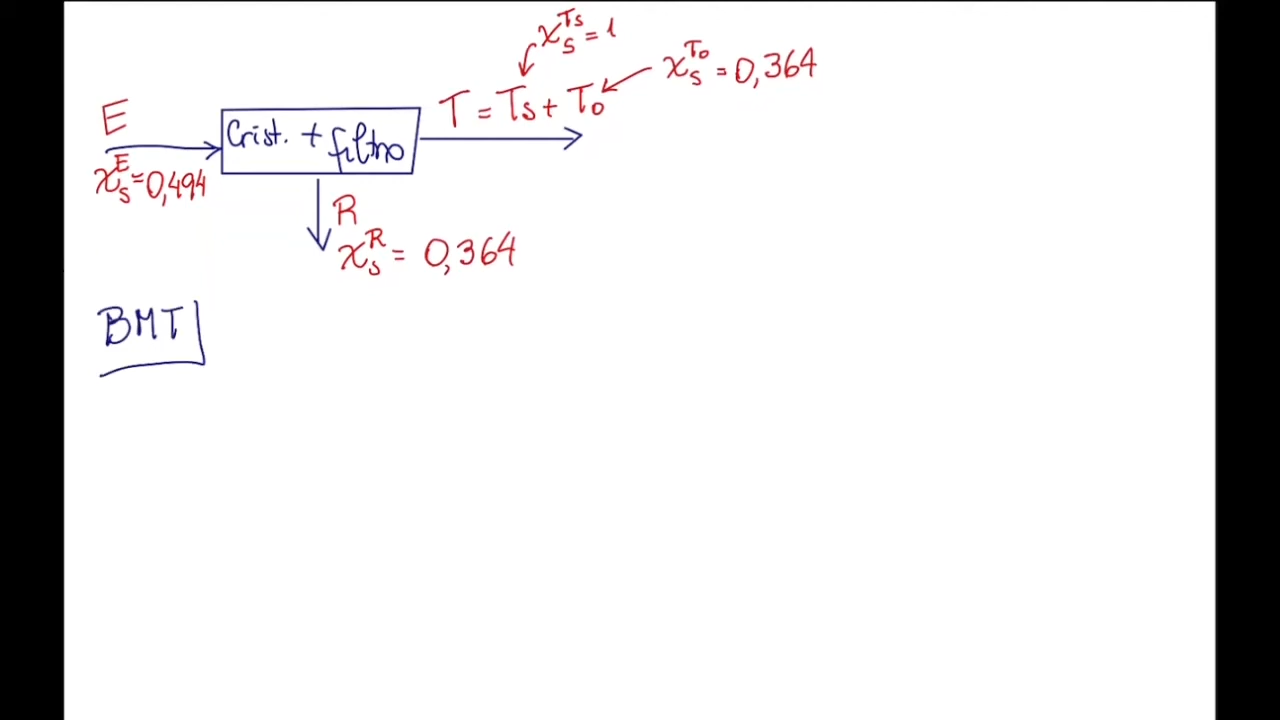 x_S^{Ts} = 1
x_S^{To} = 0,364
T = Ts + To
E
Crist. + filtro
x_S^E = 0,494
R
x_S^R = 0,364
BMT